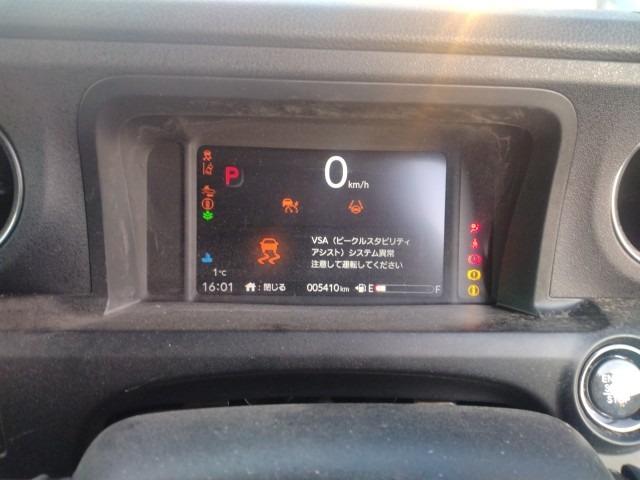 P
0 km/h
VSA（ビークルスタビリティ
アシスト）システム異常
注意して運転してください
1℃
16:01
:閉じる
005410 km
E
F